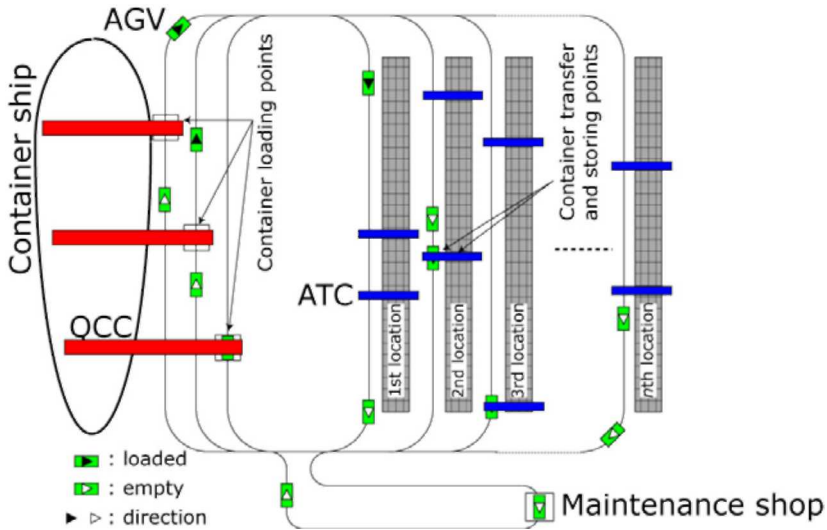 AGV
Container ship
Container loading points
Container transfer
and storing points
ATC
QCC
1st location
2nd location
3rd location
nth location
: loaded
: empty
: direction
Maintenance shop